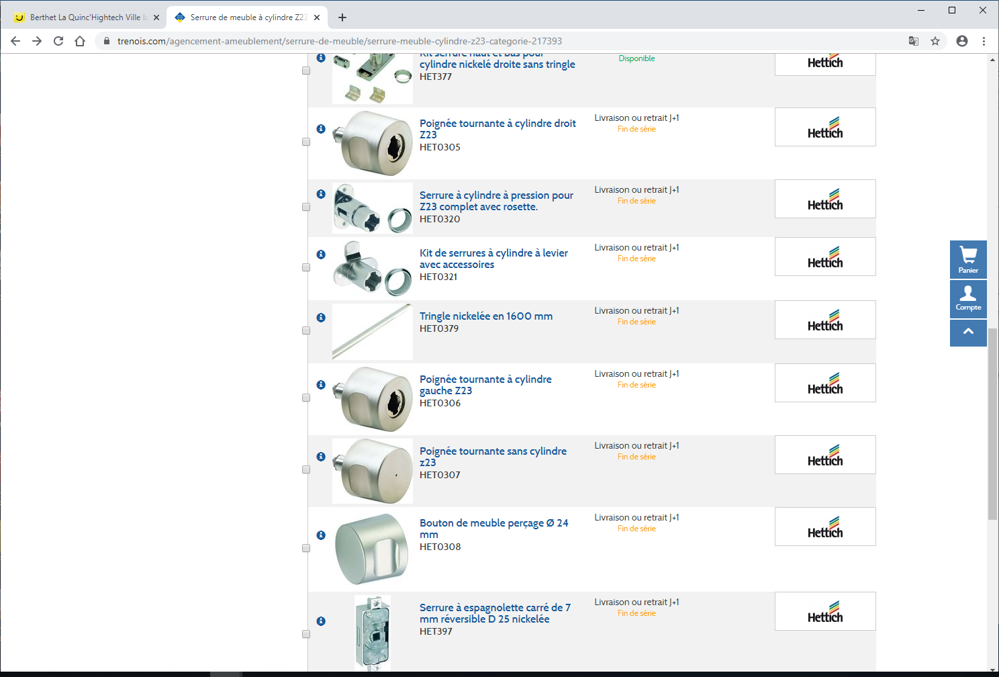 Berthet La Quinc'Hightech Ville la
Serrure de meuble à cylindre Z23
trenois.com/agencement-ameublement/serrure-de-meuble/serrure-meuble-cylindre-z23-categorie-217393
Kit serrure haut et bas pour
cylindre nickelé droite sans tringle
HET377
Disponible
Hettich
Poignée tournante à cylindre droit
Z23
HET0305
Livraison ou retrait J+1
Fin de série
Hettich
Serrure à cylindre à pression pour
Z23 complet avec rosette.
HET0320
Livraison ou retrait J+1
Fin de série
Hettich
Kit de serrures à cylindre à levier
avec accessoires
HET0321
Livraison ou retrait J+1
Fin de série
Hettich
Tringle nickelée en 1600 mm
HET0379
Livraison ou retrait J+1
Fin de série
Hettich
Poignée tournante à cylindre
gauche Z23
HET0306
Livraison ou retrait J+1
Fin de série
Hettich
Poignée tournante sans cylindre
z23
HET0307
Livraison ou retrait J+1
Fin de série
Hettich
Bouton de meuble perçage Ø 24
mm
HET0308
Livraison ou retrait J+1
Fin de série
Hettich
Serrure à espagnolette carré de 7
mm réversible D 25 nickelée
HET397
Livraison ou retrait J+1
Fin de série
Hettich
Panier
Compte